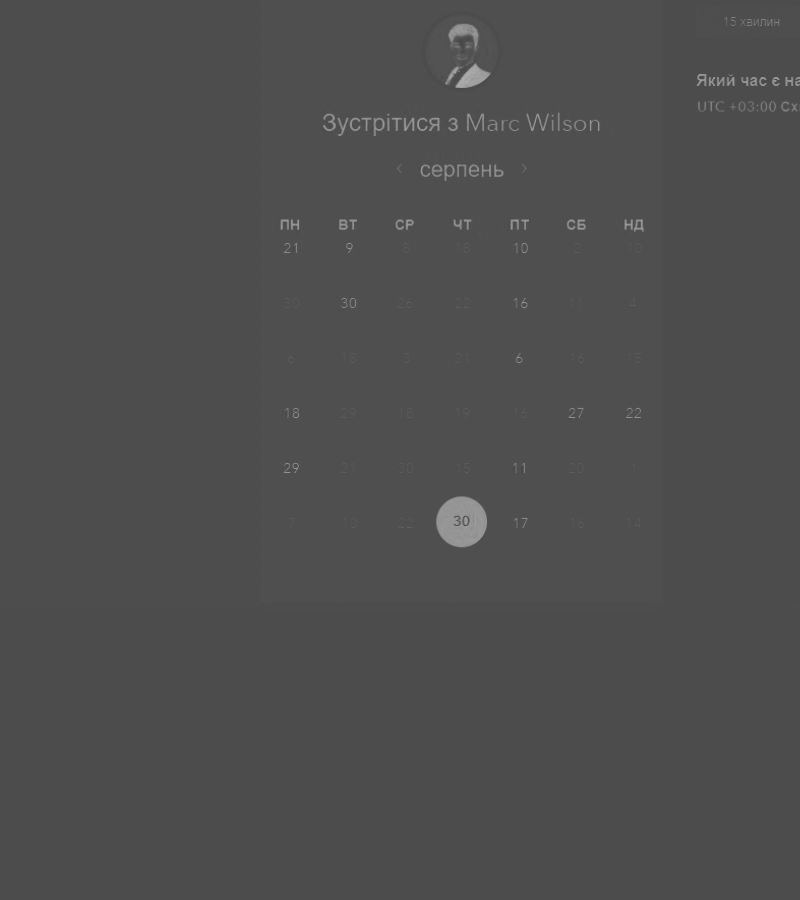 15 хвилин
Який час є на
UTC +03:00 Сх
Зустрітися з Marc Wilson
серпень
ПН ВТ СР ЧТ ПТ СБ НД
21 9 5 18 10 2 12
30 30 26 22 16 11 4
6 18 2 21 6 16 18
18 29 18 19 16 27 22
29 21 30 15 11 20 1
7 10 22 30 17 16 14